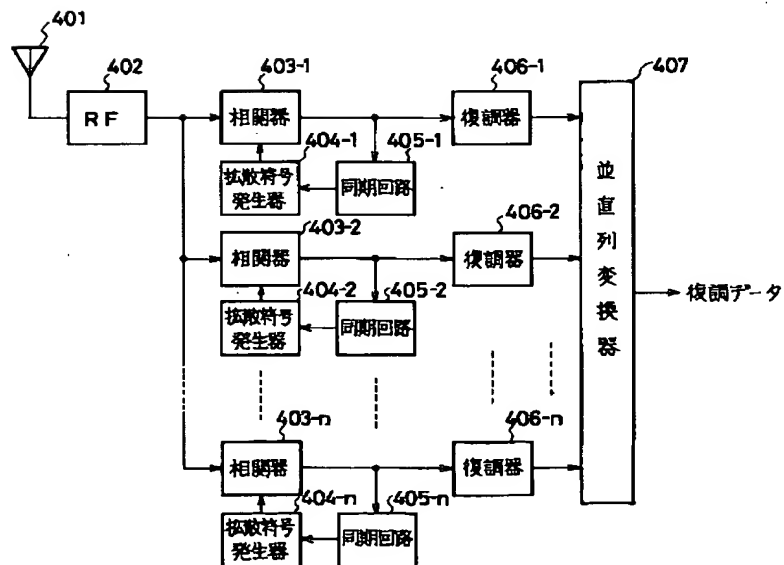 401
402
RF
403-1
相関器
404-1
拡散符号
発生器
405-1
同期回路
406-1
復調器
407
並直列変換器
403-2
相関器
404-2
拡散符号
発生器
405-2
同期回路
406-2
復調器
復調データ
403-n
相関器
404-n
拡散符号
発生器
405-n
同期回路
406-n
復調器